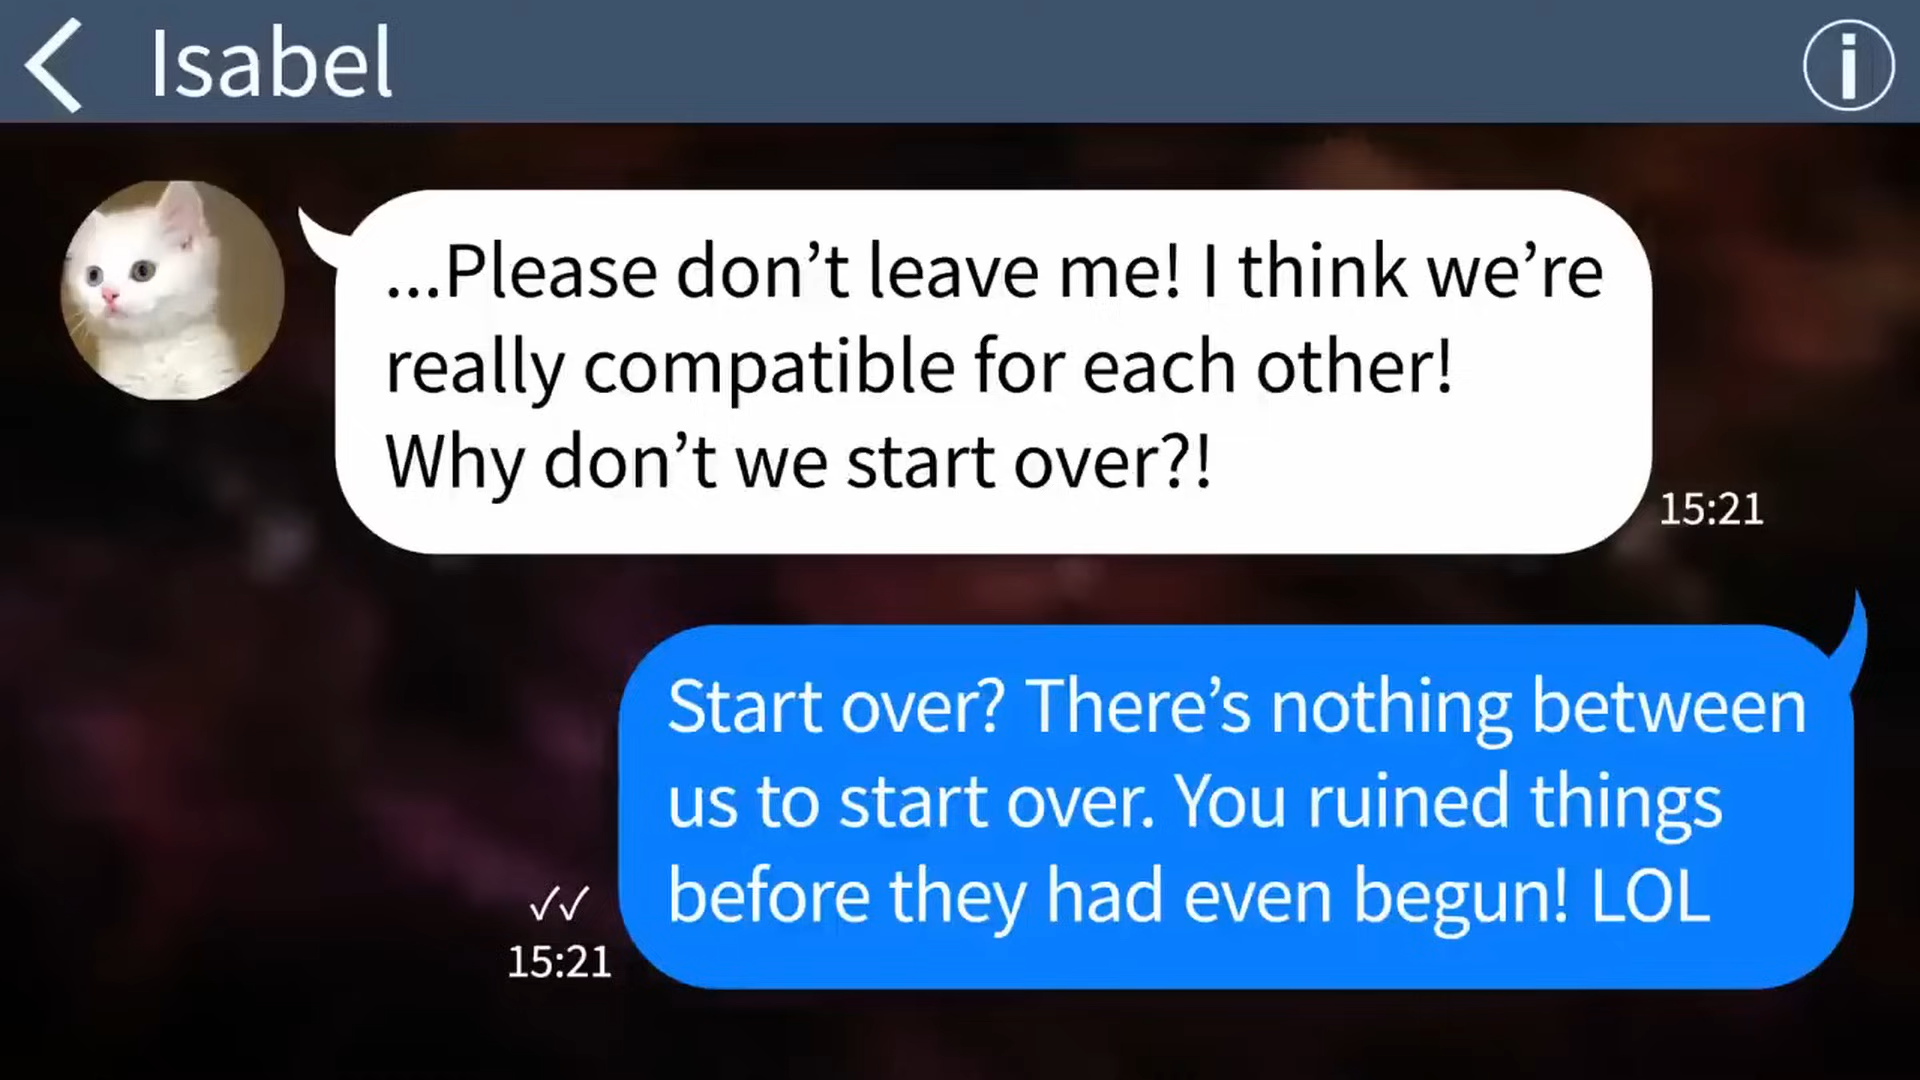 Isabel
...Please don’t leave me! I think we’re
really compatible for each other!
Why don’t we start over?!
15:21
Start over? There’s nothing between
us to start over. You ruined things
before they had even begun! LOL
15:21